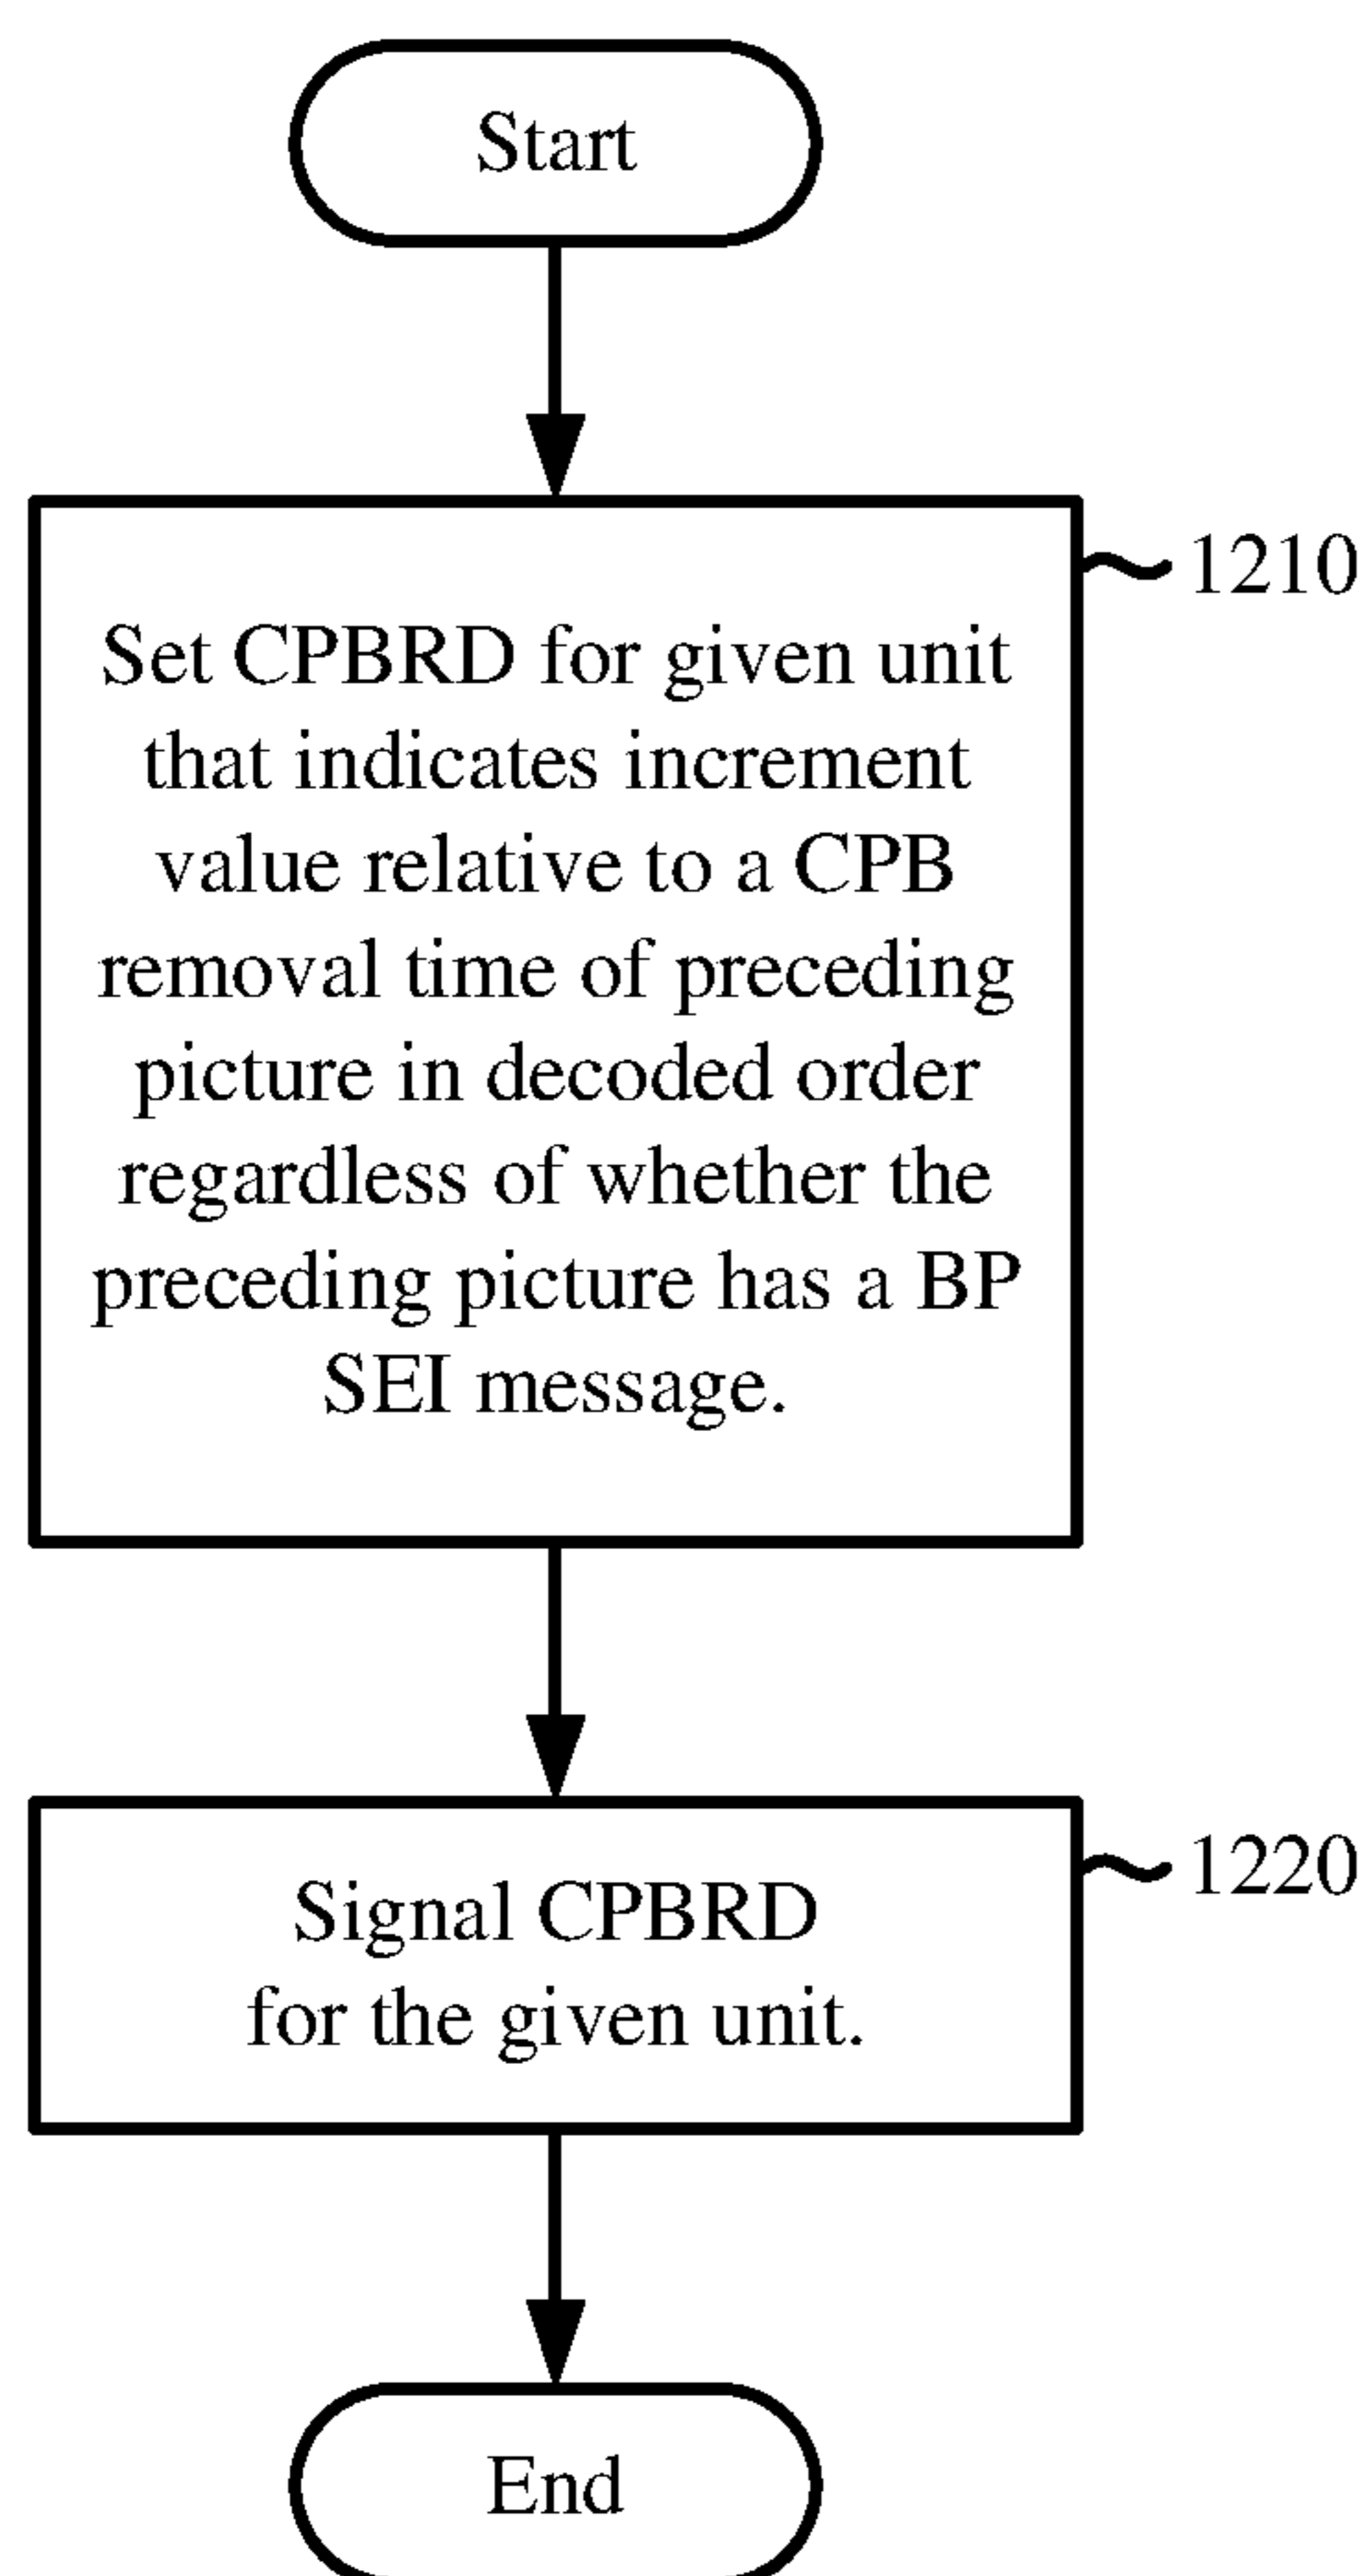 Start
1210
Set CPBRD for given unit
that indicates increment
value relative to a CPB
removal time of preceding
picture in decoded order
regardless of whether the
preceding picture has a BP
SEI message.
1220
Signal CPBRD
for the given unit.
End